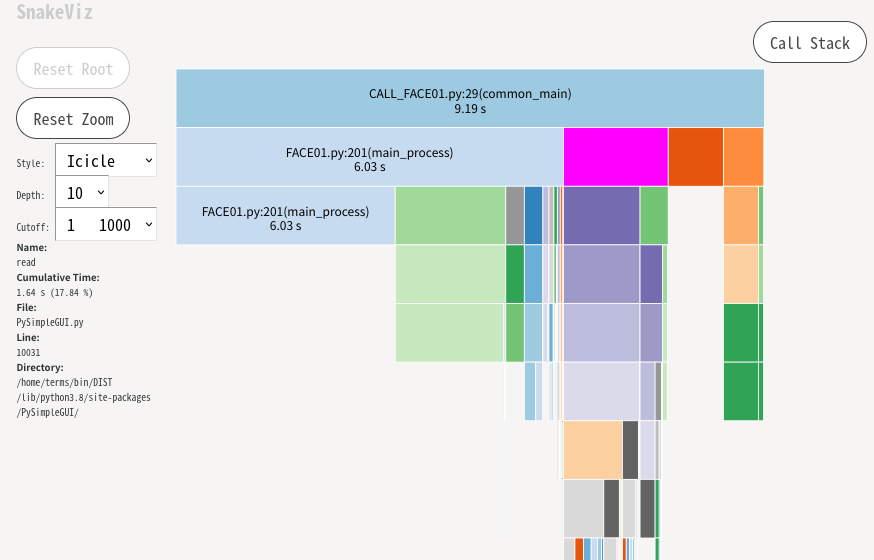 SnakeViz
Reset Root
Reset Zoom
Call Stack
Style: Icicle
Depth: 10
Cutoff: 1 1000
Name:
read
Cumulative Time:
1.64 s (17.84 %)
File:
PySimpleGUI.py
Line:
10031
Directory:
/home/terms/bin/DIST
/lib/python3.8/site-packages
/PySimpleGUI/
CALL_FACE01.py:29(common_main)
9.19 s
FACE01.py:201(main_process)
6.03 s
FACE01.py:201(main_process)
6.03 s